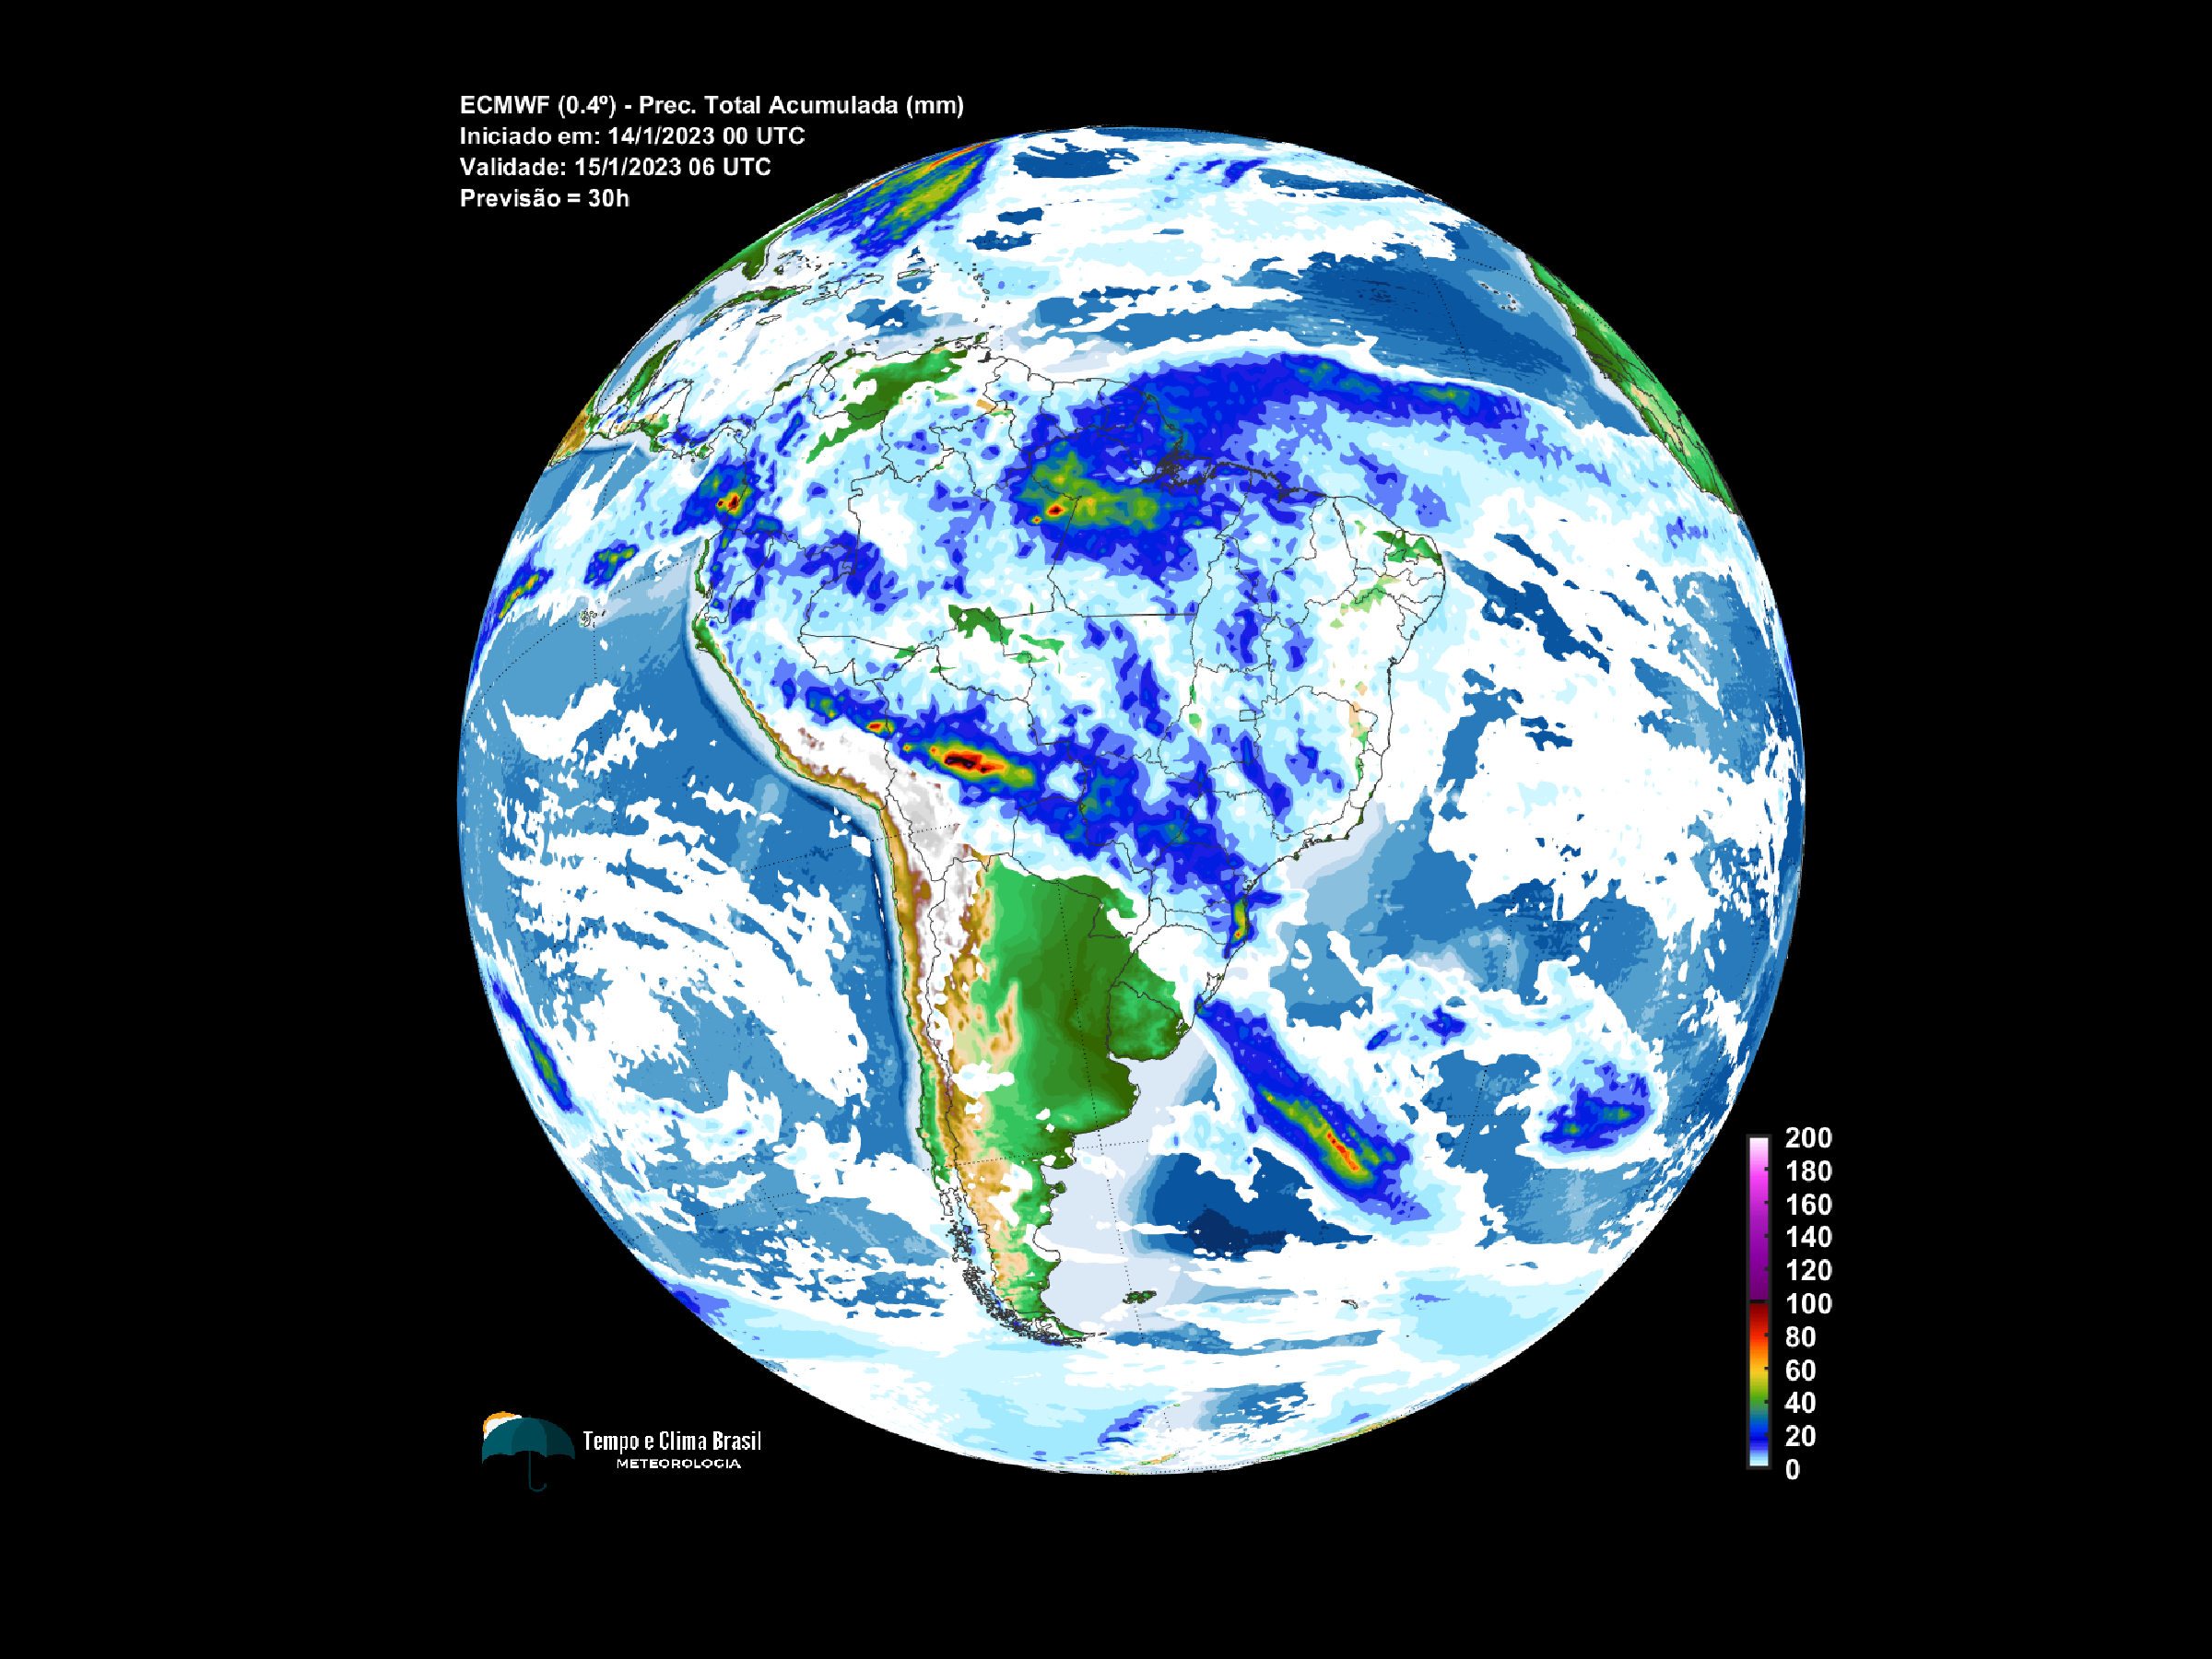 ECMWF (0.4º) - Prec. Total Acumulada (mm)
Iniciado em: 14/1/2023 00 UTC
Validade: 15/1/2023 06 UTC
Previsão = 30h
200
180
160
140
120
100
80
60
40
20
0
Tempo e Clima Brasil
METEOROLOGIA